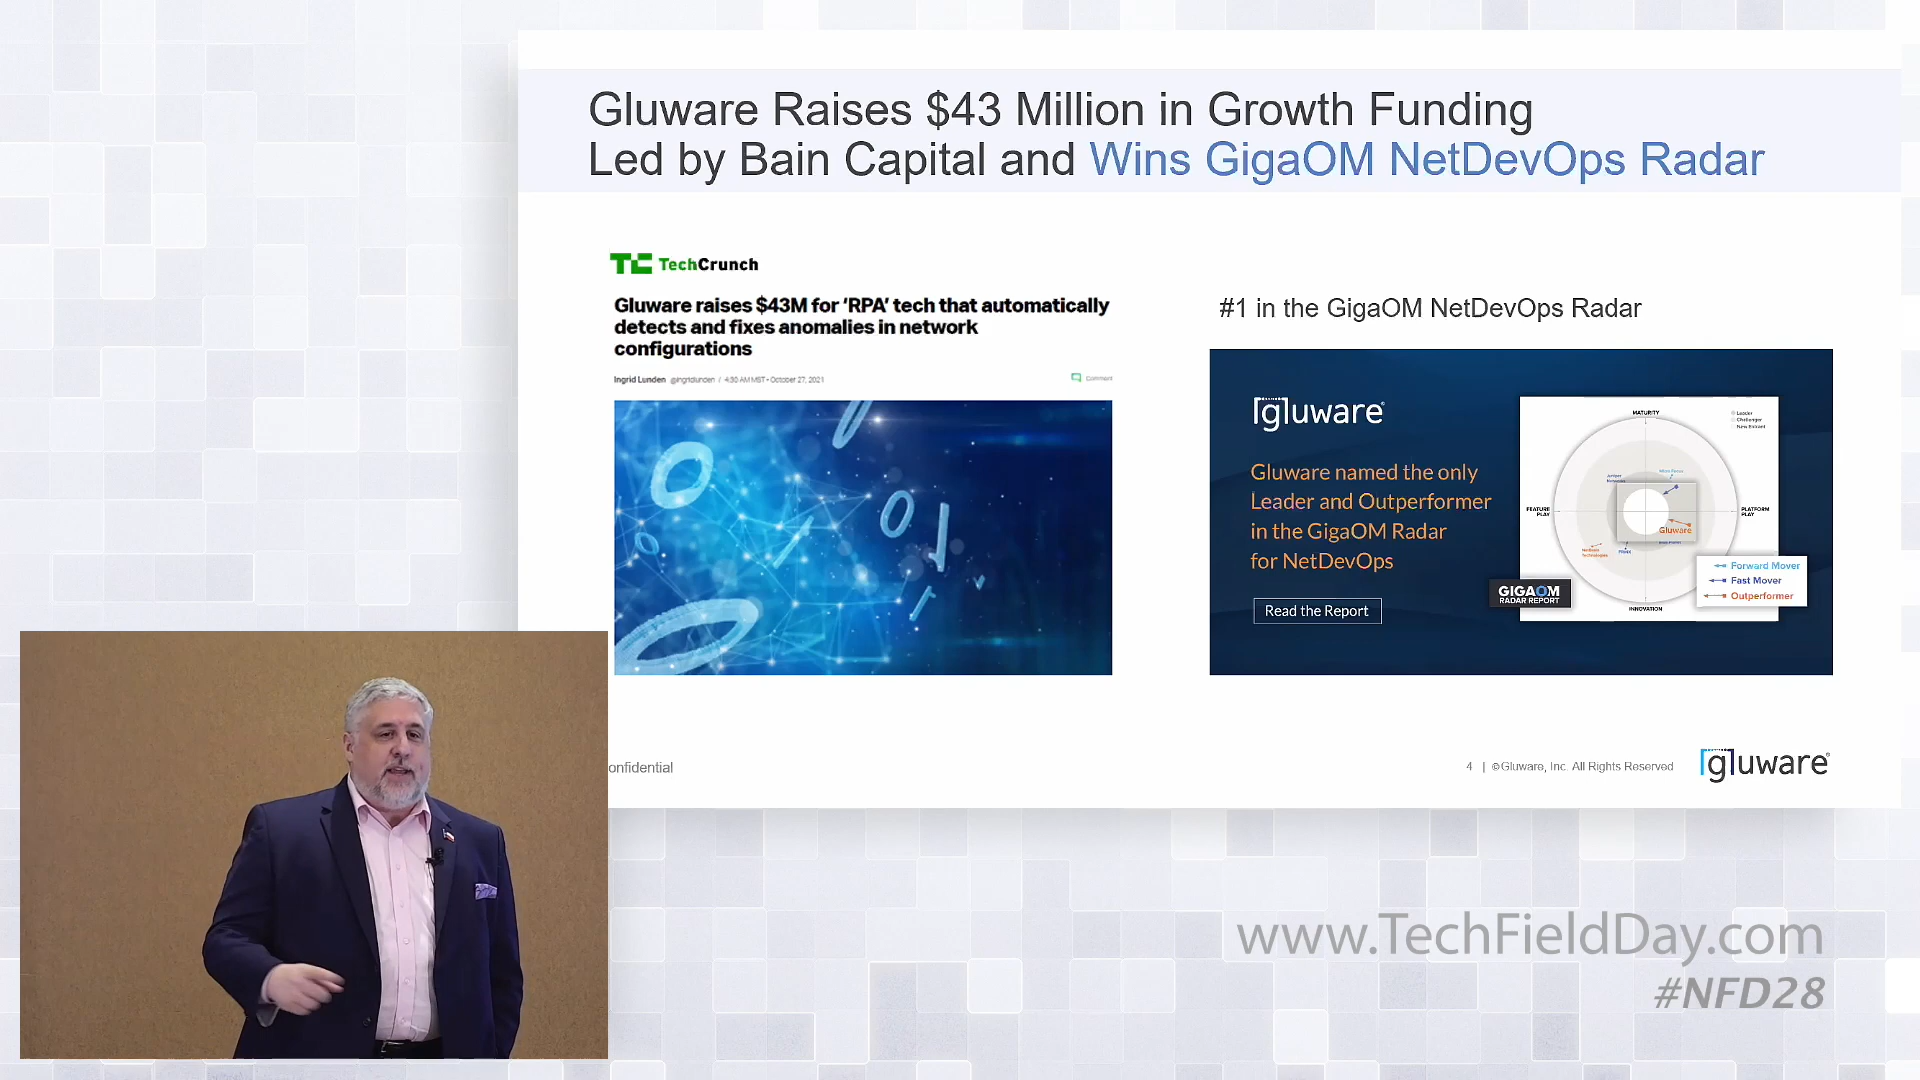 Gluware Raises $43 Million in Growth Funding
Led by Bain Capital and Wins GigaOM NetDevOps Radar
TC TechCrunch
Gluware raises $43M for ‘RPA’ tech that automatically
detects and fixes anomalies in network
configurations
Ingrid Lunden @ingridlunden / 4:30 AM MST • October 27, 2021
Comment
#1 in the GigaOM NetDevOps Radar
gluware
Gluware named the only
Leader and Outperformer
in the GigaOM Radar
for NetDevOps
Read the Report
MATURITY
Leader
Challenger
New Entrant
Juniper
Networks
FEATURE
PLAY
PLATFORM
PLAY
Gluware
NetBrain
Technologies
INNOVATION
GIGAOM
RADAR REPORT
Forward Mover
Fast Mover
Outperformer
onfidential
4 | ©Gluware, Inc. All Rights Reserved
gluware
www.TechFieldDay.com
#NFD28